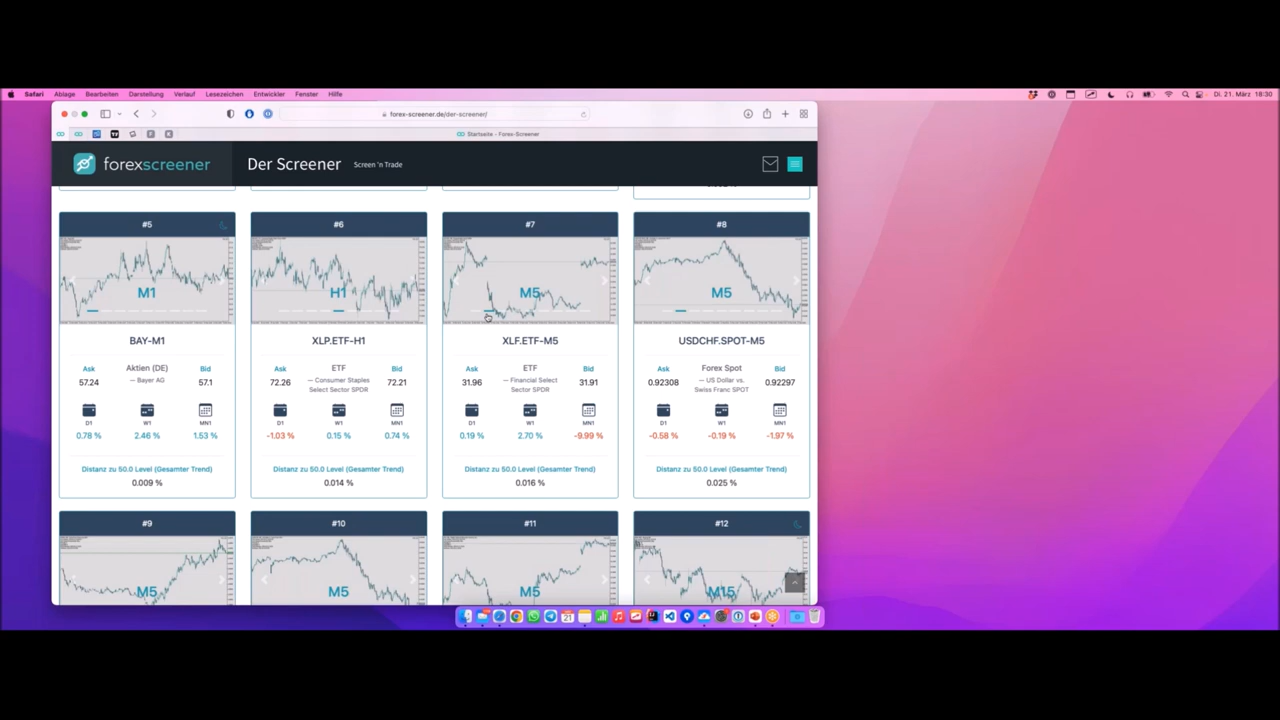 Safari Ablage Bearbeiten Darstellung Verlauf Lesezeichen Entwickler Fenster Hilfe
Di. 21. März 18:30
forex-screener.de/der-screener/
Startseite - Forex-Screener
forexscreener
Der Screener
Screen 'n Trade
#5 #6 #7 #8
M1 H1 M5 M5
BAY-M1 XLP.ETF-H1 XLF.ETF-M5 USDCHF.SPOT-M5
Ask Aktien (DE) Bid Ask ETF Bid Ask ETF Bid Ask Forex Spot Bid
57.24 — Bayer AG 57.1 72.26 — Consumer Staples 72.21 31.96 — Financial Select 31.91 0.92308 — US Dollar vs. 0.92297
Select Sector SPDR Sector SPDR Swiss Franc SPOT
D1 W1 MN1 D1 W1 MN1 D1 W1 MN1 D1 W1 MN1
0.78 % 2.46 % 1.53 % -1.03 % 0.15 % 0.74 % 0.19 % 2.70 % -9.99 % -0.58 % -0.19 % -1.97 %
Distanz zu 50.0 Level (Gesamter Trend) Distanz zu 50.0 Level (Gesamter Trend) Distanz zu 50.0 Level (Gesamter Trend) Distanz zu 50.0 Level (Gesamter Trend)
0.009 % 0.014 % 0.016 % 0.025 %
#9 #10 #11 #12
M5 M5 M5 M15